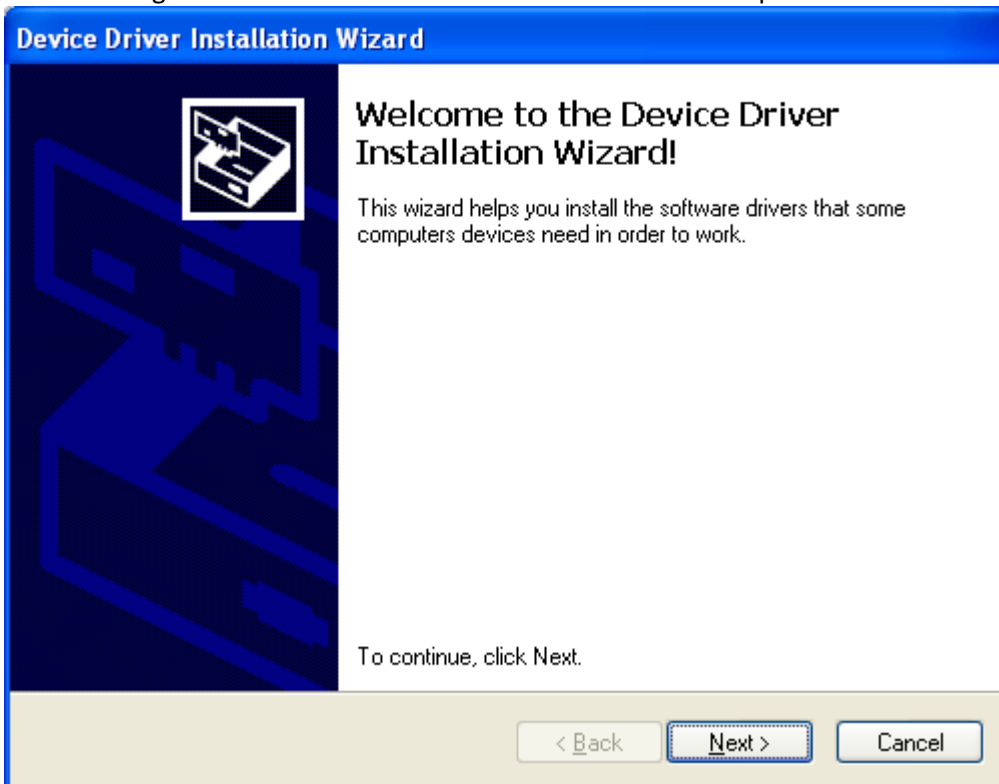 Device Driver Installation Wizard
Welcome to the Device Driver
Installation Wizard!
This wizard helps you install the software drivers that some
computers devices need in order to work.
To continue, click Next.
< Back
Next >
Cancel